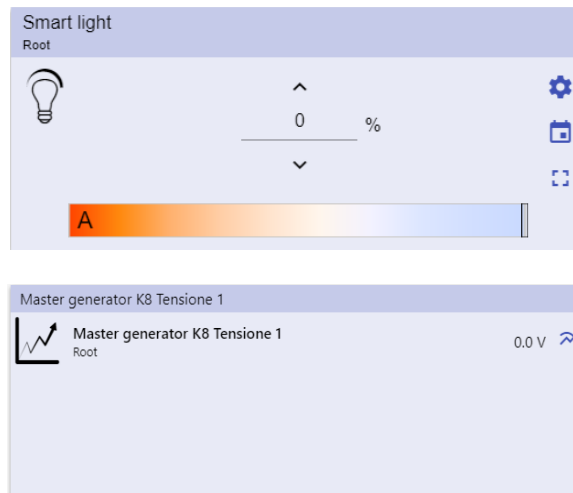 Smart light
Root
0 %
A
Master generator K8 Tensione 1
Master generator K8 Tensione 1
Root
0.0 V